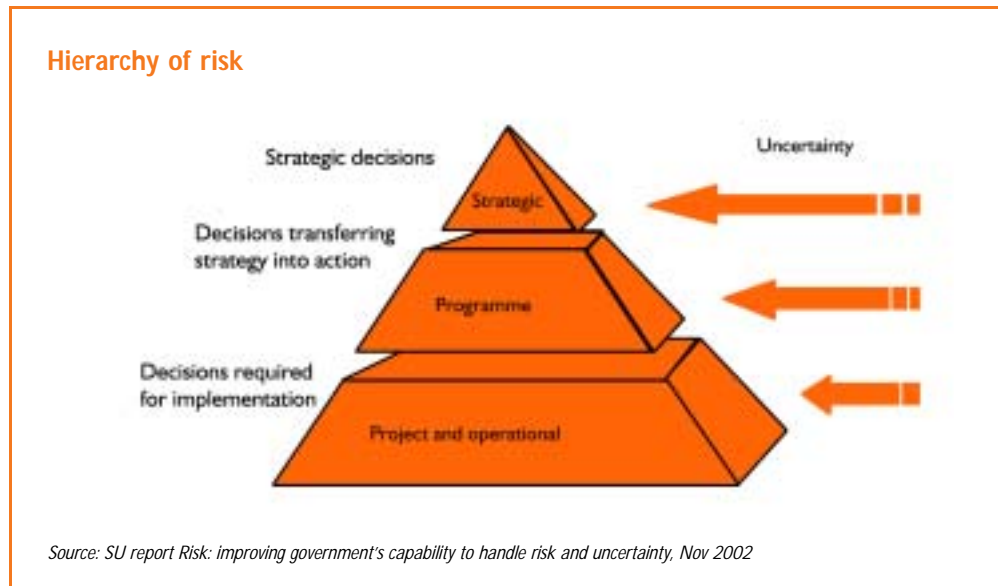 Hierarchy of risk
Strategic decisions
Uncertainty
Strategic
Decisions transferring
strategy into action
Programme
Decisions required
for implementation
Project and operational
Source: SU report Risk: improving government's capability to handle risk and uncertainty, Nov 2002